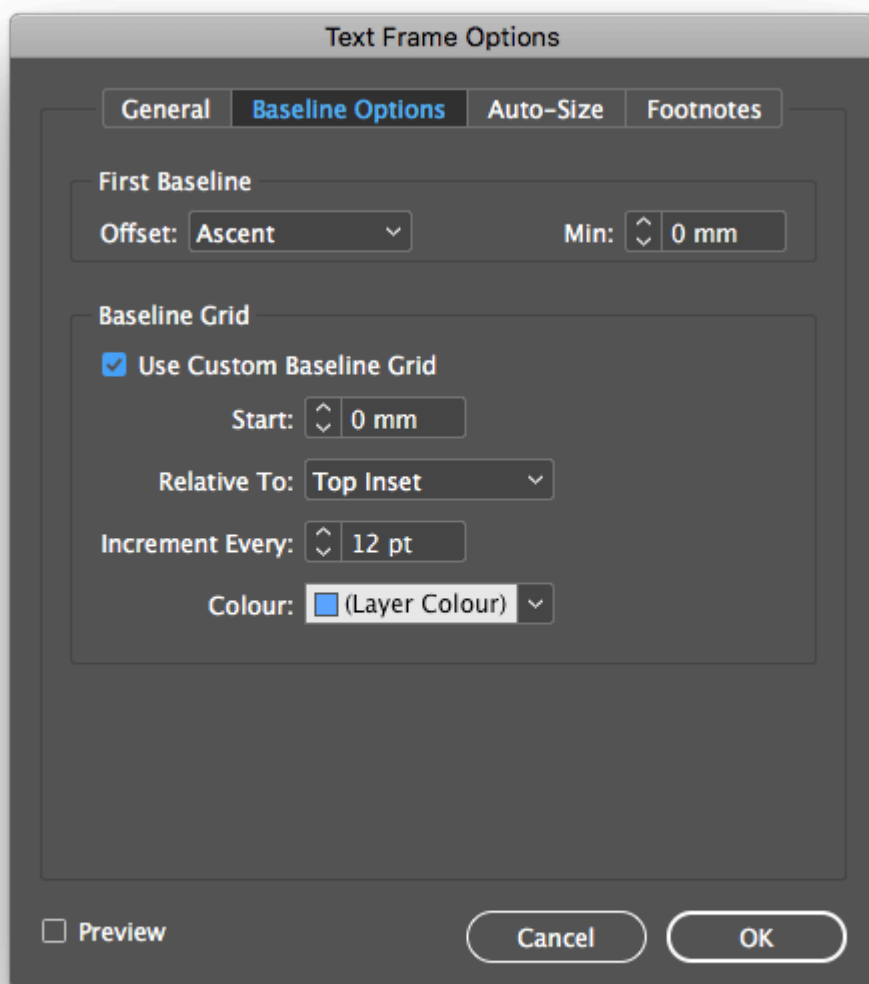 Text Frame Options
General Baseline Options Auto-Size Footnotes
First Baseline
Offset: Ascent Min: 0 mm
Baseline Grid
Use Custom Baseline Grid
Start: 0 mm
Relative To: Top Inset
Increment Every: 12 pt
Colour: (Layer Colour)
Preview Cancel OK